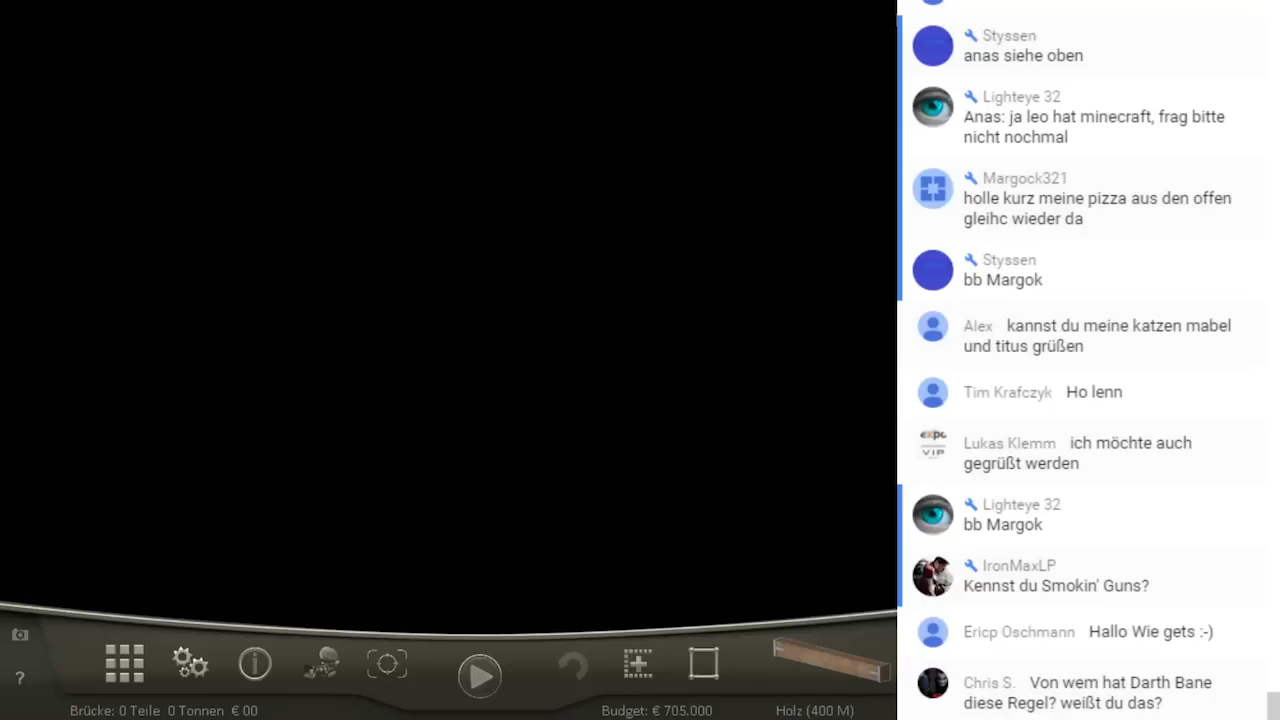 Styssen
anas siehe oben
Lighteye 32
Anas: ja leo hat minecraft, frag bitte
nicht nochmal
Margock321
holle kurz meine pizza aus den offen
gleihc wieder da
Styssen
bb Margok
Alex kannst du meine katzen mabel
und titus grüßen
Tim Krafczyk Ho lenn
expo
VIP
Lukas Klemm ich möchte auch
gegrüßt werden
Lighteye 32
bb Margok
IronMaxLP
Kennst du Smokin' Guns?
Ericp Oschmann Hallo Wie gets :-)
Chris S. Von wem hat Darth Bane
diese Regel? weißt du das?
?
Brücke: 0 Teile 0 Tonnen € 00
Budget: € 705.000
Holz (400 M)